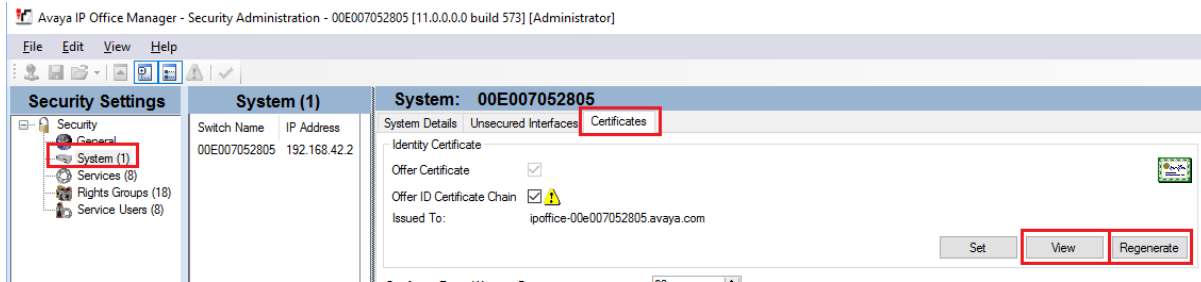 Avaya IP Office Manager - Security Administration - 00E007052805 [11.0.0.0.0 build 573] [Administrator]
File Edit View Help
Security Settings
Security
General
System (1)
Services (8)
Rights Groups (18)
Service Users (8)
System (1)
Switch Name IP Address
00E007052805 192.168.42.2
System: 00E007052805
System Details Unsecured Interfaces Certificates
Identity Certificate
Offer Certificate
Offer ID Certificate Chain
Issued To: ipoffice-00e007052805.avaya.com
Set View Regenerate